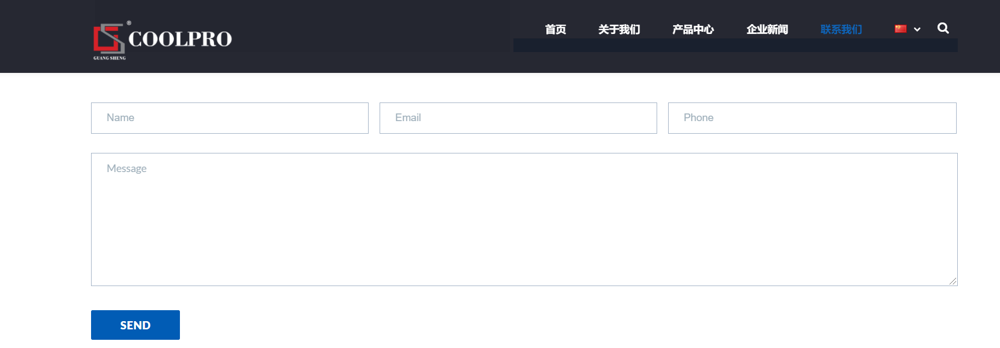 ® COOLPRO
GUANG SHENG
首页 关于我们 产品中心 企业新闻 联系我们
Name Email Phone
Message
SEND